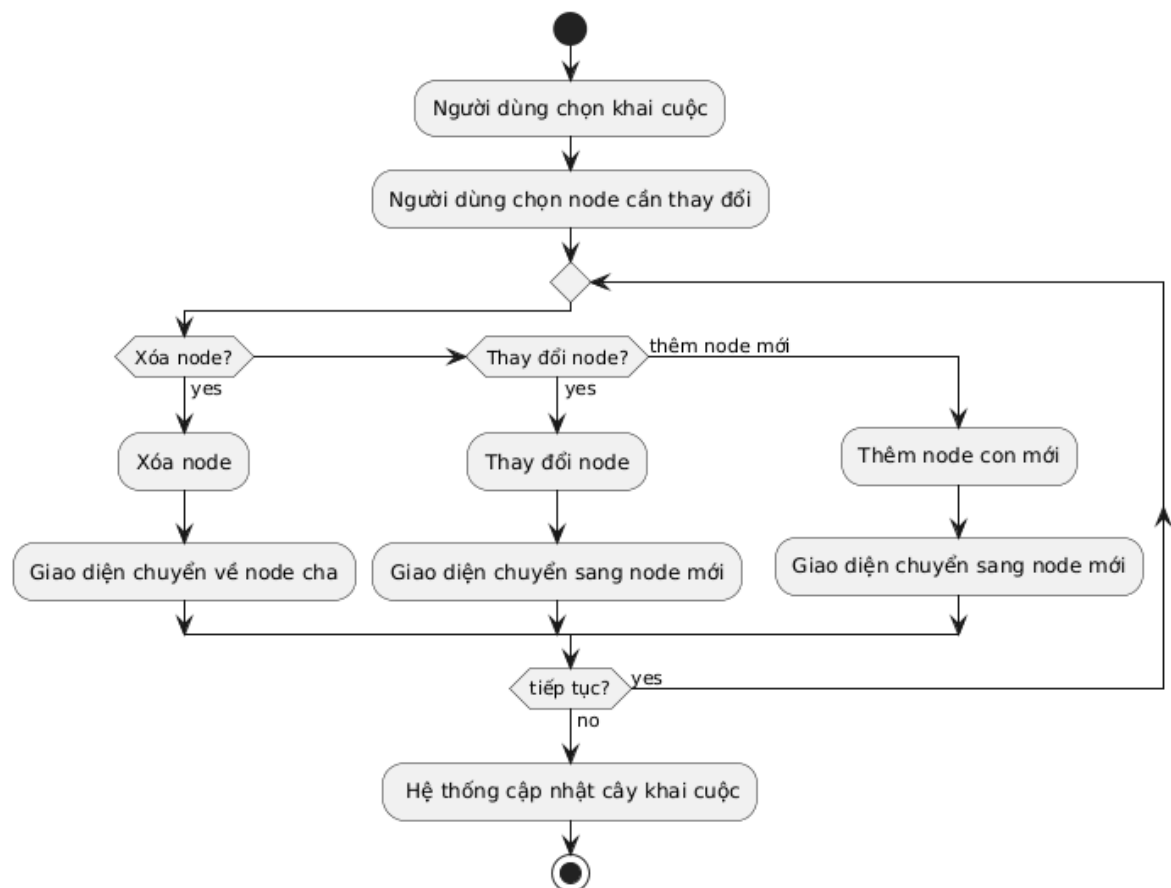 Người dùng chọn khai cuộc
Người dùng chọn node cần thay đổi
Xóa node?
Thay đổi node?
thêm node mới
yes
yes
Xóa node
Thay đổi node
Thêm node con mới
Giao diện chuyển về node cha
Giao diện chuyển sang node mới
Giao diện chuyển sang node mới
tiếp tục?
yes
no
Hệ thống cập nhật cây khai cuộc